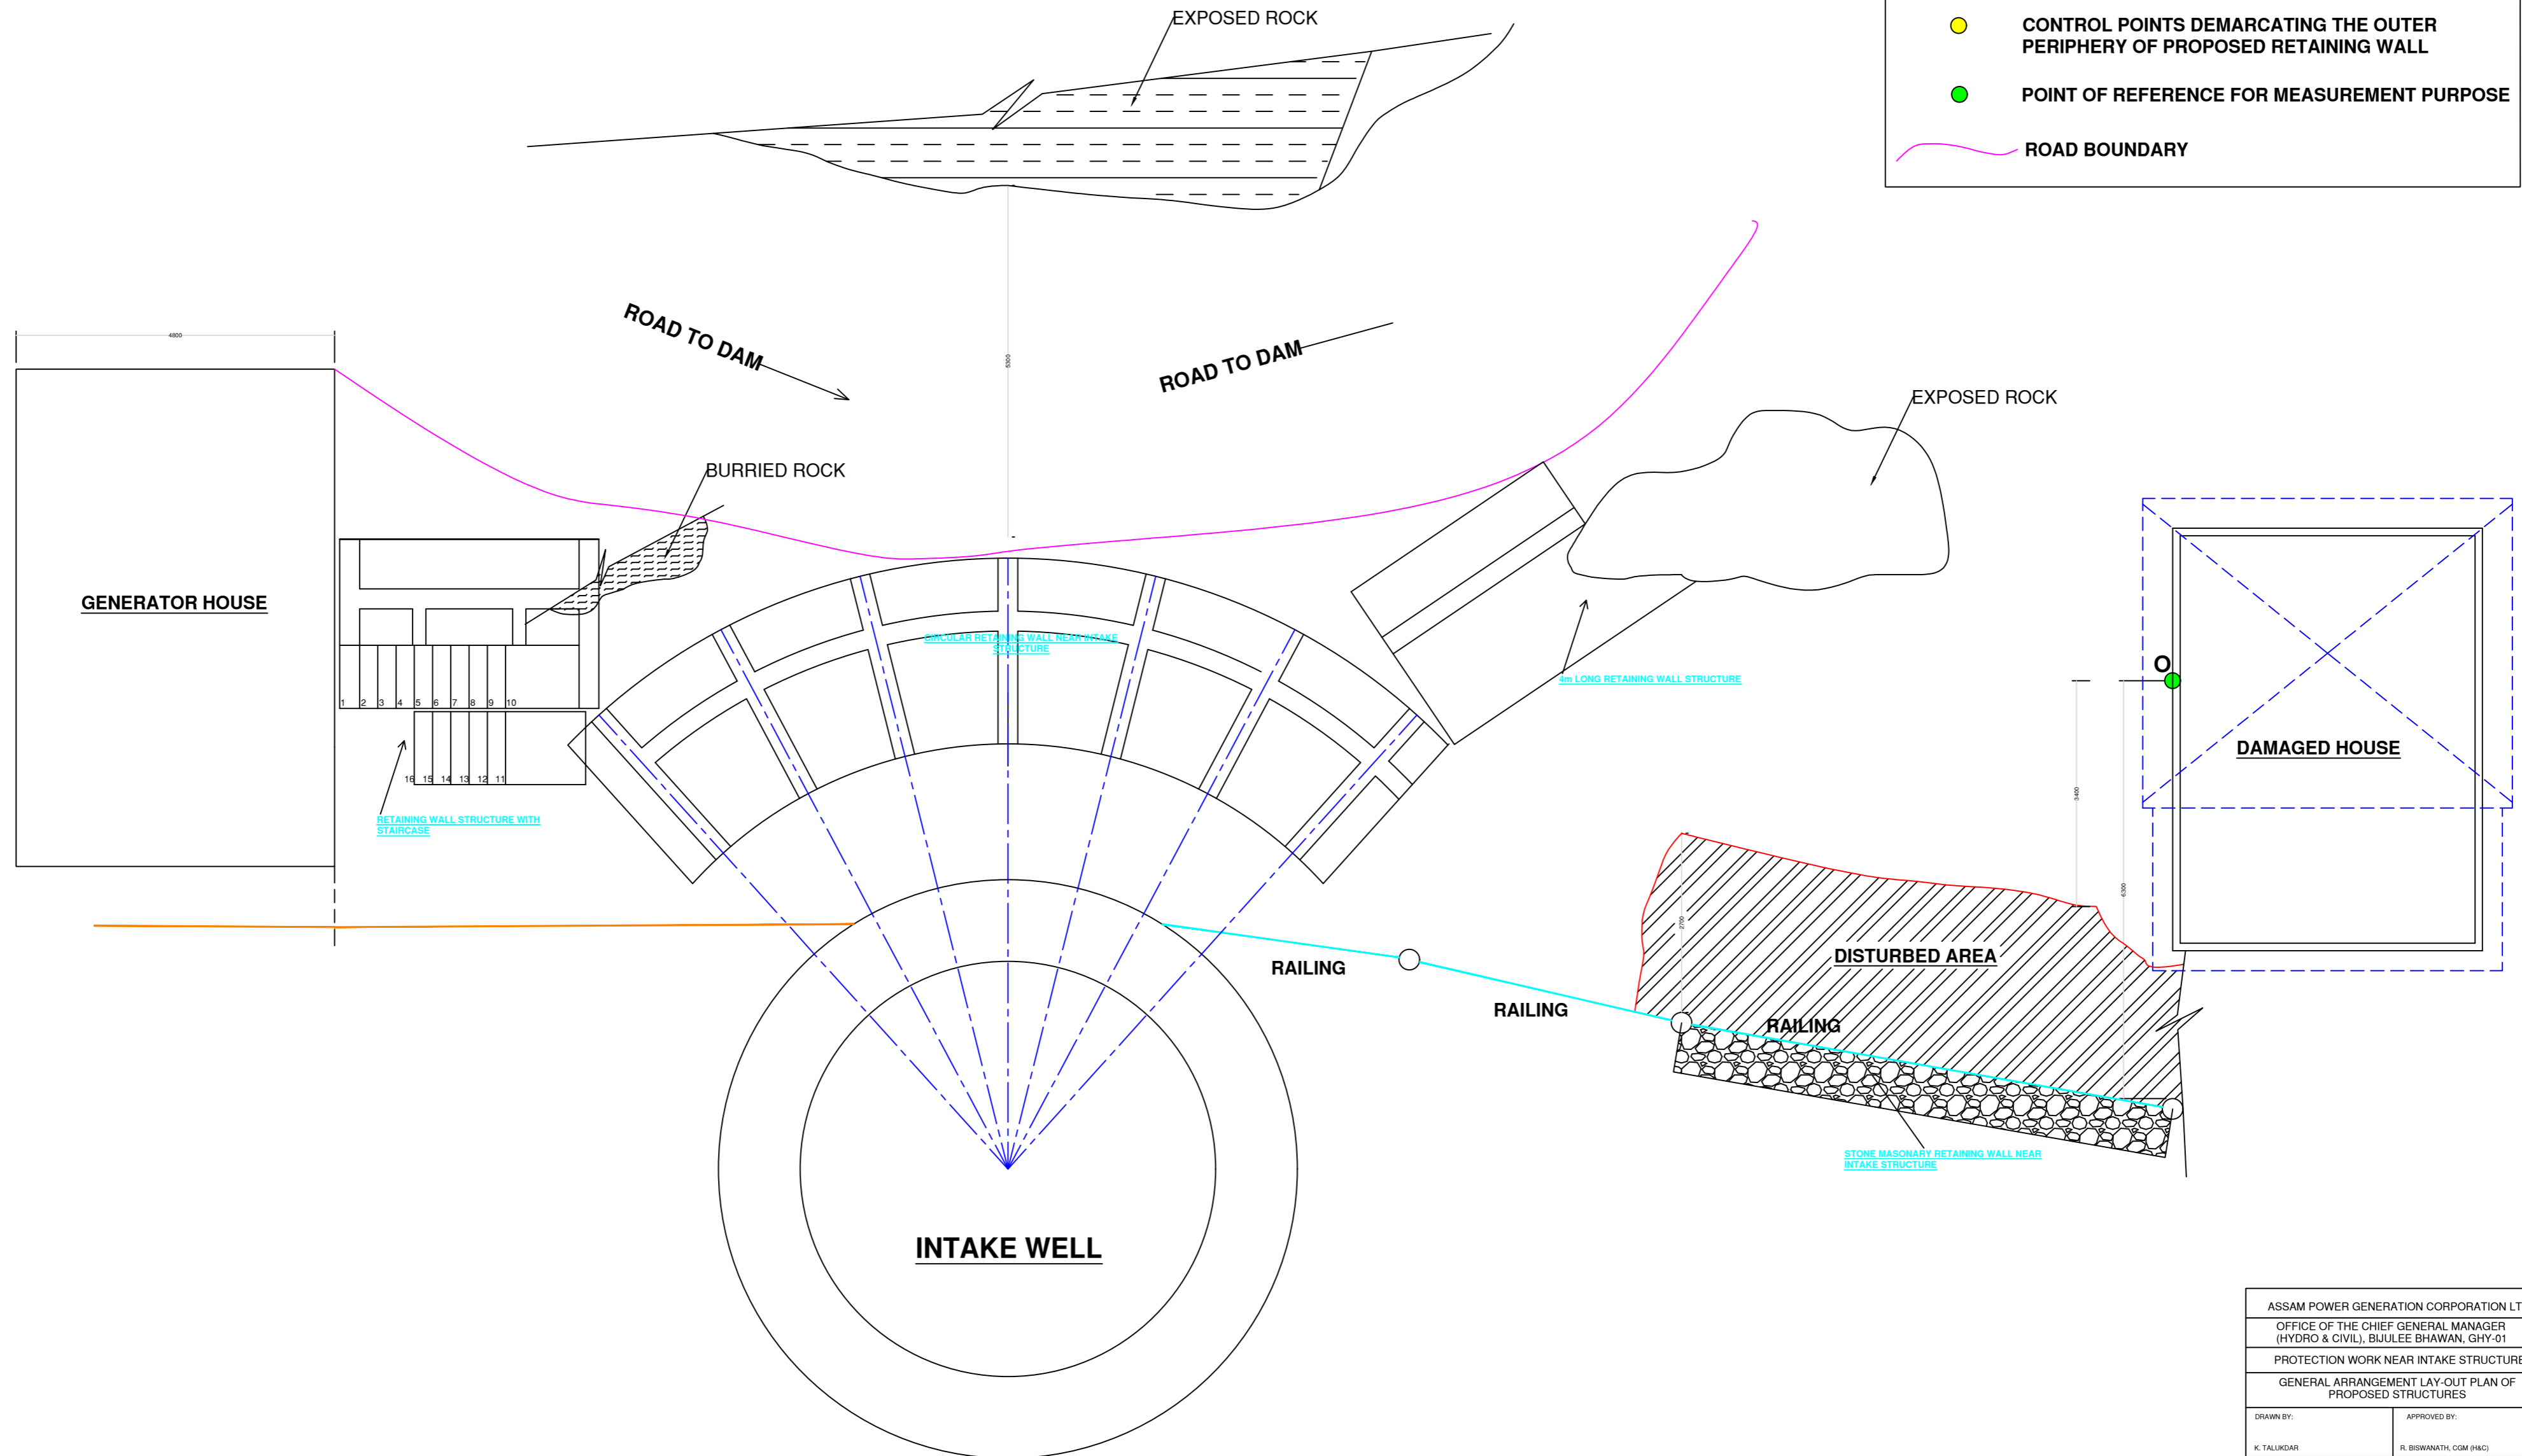 EXPOSED ROCK
CONTROL POINTS DEMARCATING THE OUTER
PERIPHERY OF PROPOSED RETAINING WALL
POINT OF REFERENCE FOR MEASUREMENT PURPOSE
ROAD BOUNDARY
4800
ROAD TO DAM
5300
ROAD TO DAM
EXPOSED ROCK
BURRIED ROCK
GENERATOR HOUSE
CIRCULAR RETAINING WALL NEAR INTAKE
STRUCTURE
4m LONG RETAINING WALL STRUCTURE
O
DAMAGED HOUSE
1 2 3 4 5 6 7 8 9 10
16 15 14 13 12 11
RETAINING WALL STRUCTURE WITH
STAIRCASE
3400
6300
2700
DISTURBED AREA
RAILING
RAILING
RAILING
STONE MASONARY RETAINING WALL NEAR
INTAKE STRUCTURE
INTAKE WELL
ASSAM POWER GENERATION CORPORATION LT
OFFICE OF THE CHIEF GENERAL MANAGER
(HYDRO & CIVIL), BIJULEE BHAWAN, GHY-01
PROTECTION WORK NEAR INTAKE STRUCTURE
GENERAL ARRANGEMENT LAY-OUT PLAN OF
PROPOSED STRUCTURES
DRAWN BY:
APPROVED BY:
K. TALUKDAR
R. BISWANATH, CGM (H&C)